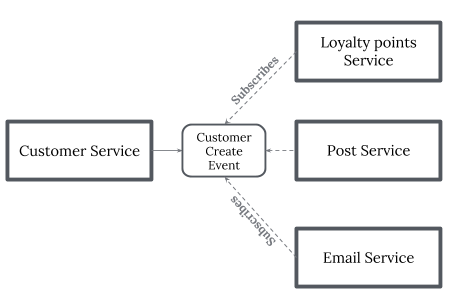 Loyalty points
Service
Subscribes
Customer Service
Customer
Create
Event
Post Service
Subscribes
Email Service